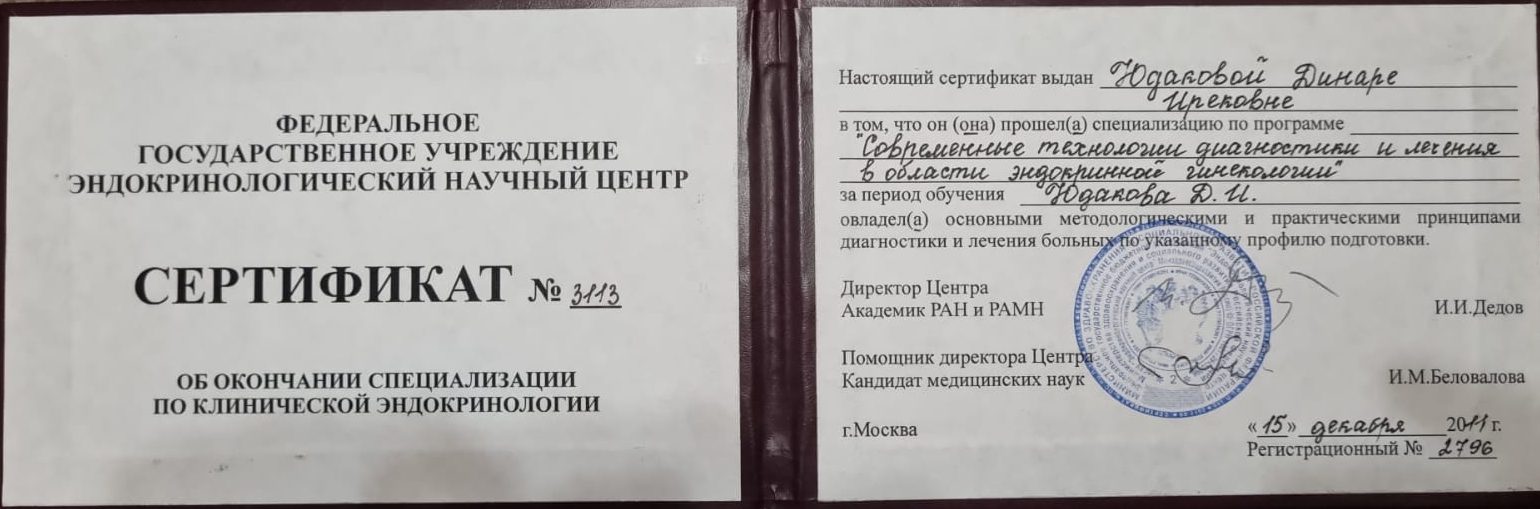 ФЕДЕРАЛЬНОЕ
ГОСУДАРСТВЕННОЕ УЧРЕЖДЕНИЕ
ЭНДОКРИНОЛОГИЧЕСКИЙ НАУЧНЫЙ ЦЕНТР
СЕРТИФИКАТ № 3113
ОБ ОКОНЧАНИИ СПЕЦИАЛИЗАЦИИ
ПО КЛИНИЧЕСКОЙ ЭНДОКРИНОЛОГИИ
Настоящий сертификат выдан Юдаковой Динаре
Ирековне
в том, что он (она) прошел(а) специализацию по программе
"Современные технологии диагностики и лечения
в области эндокринной гинекологии"
за период обучения Юдакова Д. И.
овладел(а) основными методологическими и практическими принципами
диагностики и лечения больных по указанному профилю подготовки.
Директор Центра
Академик РАН и РАМН И.И.Дедов
Помощник директора Центра
Кандидат медицинских наук И.М.Беловалова
г.Москва «15» декабря 2011 г.
Регистрационный № 2796